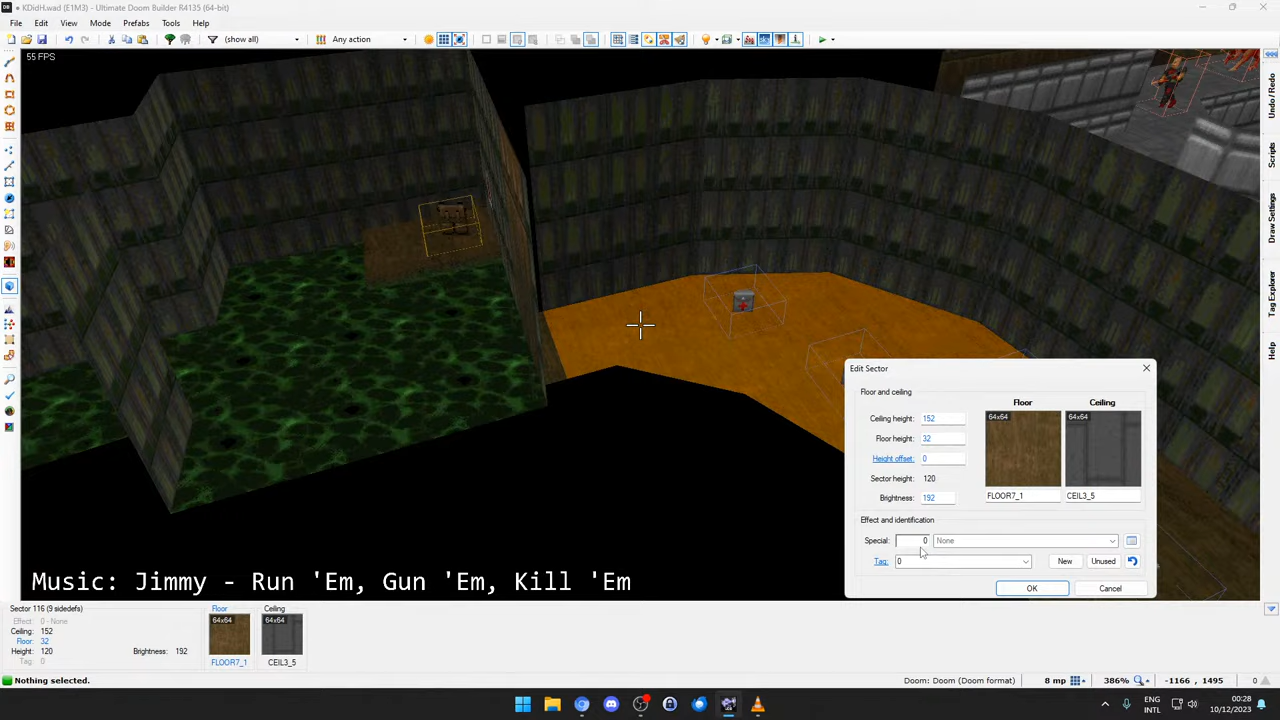 KDidH.wad (E1M3) - Ultimate Doom Builder R4135 (64-bit)
File Edit View Mode Prefabs Tools Help
(show all) Any action
55 FPS
Undo / Redo
Scripts
Draw Settings
Tag Explorer
Help
Edit Sector
Floor and ceiling
Floor Ceiling
Ceiling height: 152
64x64 64x64
Floor height: 32
Height offset: 0
Sector height: 120
Brightness: 192
FLOOR7_1 CEIL3_5
Effect and identification
Special: 0 None
Tag: 0 New Unused
OK Cancel
Music: Jimmy - Run 'Em, Gun 'Em, Kill 'Em
Sector 116 (9 sidedefs)
Effect: 0 - None
Ceiling: 152
Floor: 32
Height: 120 Brightness: 192
Tag: 0
Floor Ceiling
64x64 64x64
FLOOR7_1 CEIL3_5
Nothing selected.
Doom: Doom (Doom format) 8 mp 386% -1166 , 1495 0
ENG
INTL
00:28
10/12/2023